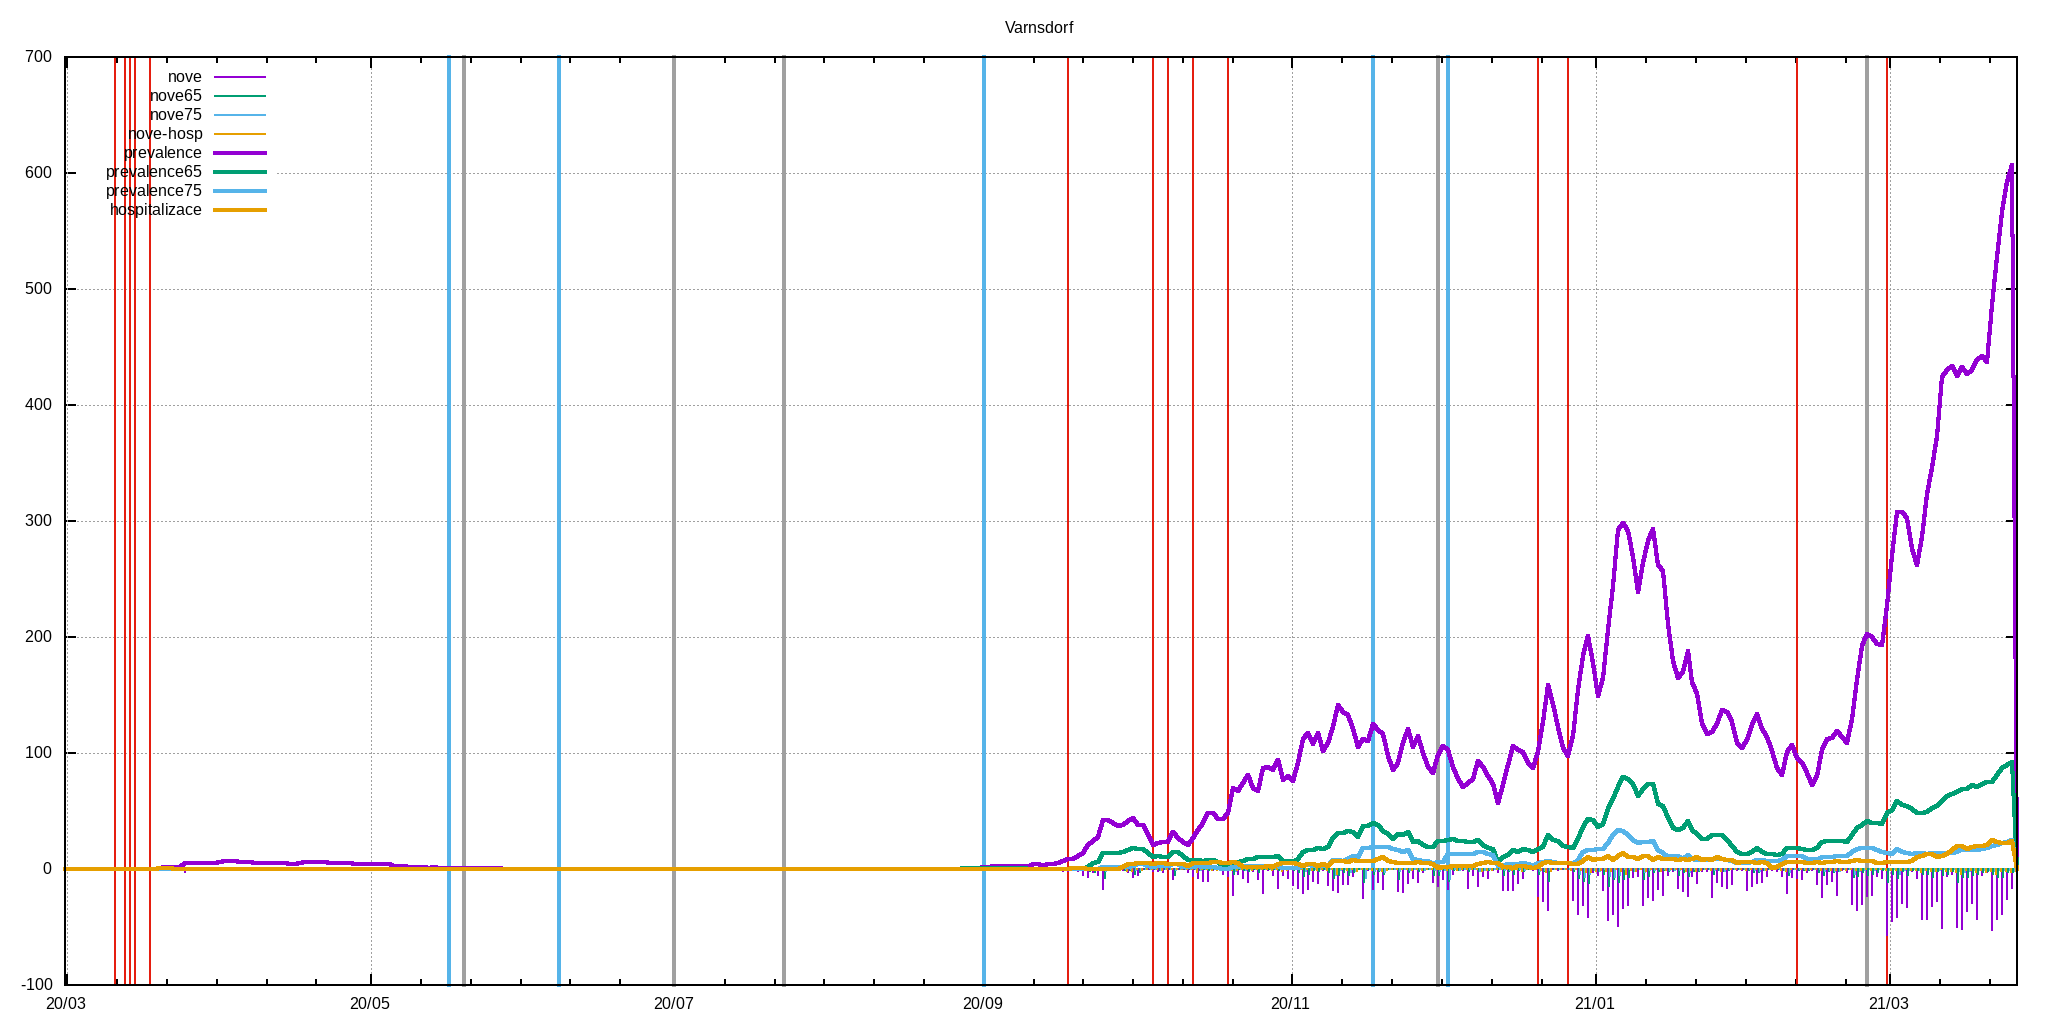 Varnsdorf
700
nove
nove65
nove75
nove-hosp
prevalence
prevalence65
prevalence75
hospitalizace
600
500
400
300
200
100
0
-100
20/03 20/05 20/07 20/09 20/11 21/01 21/03